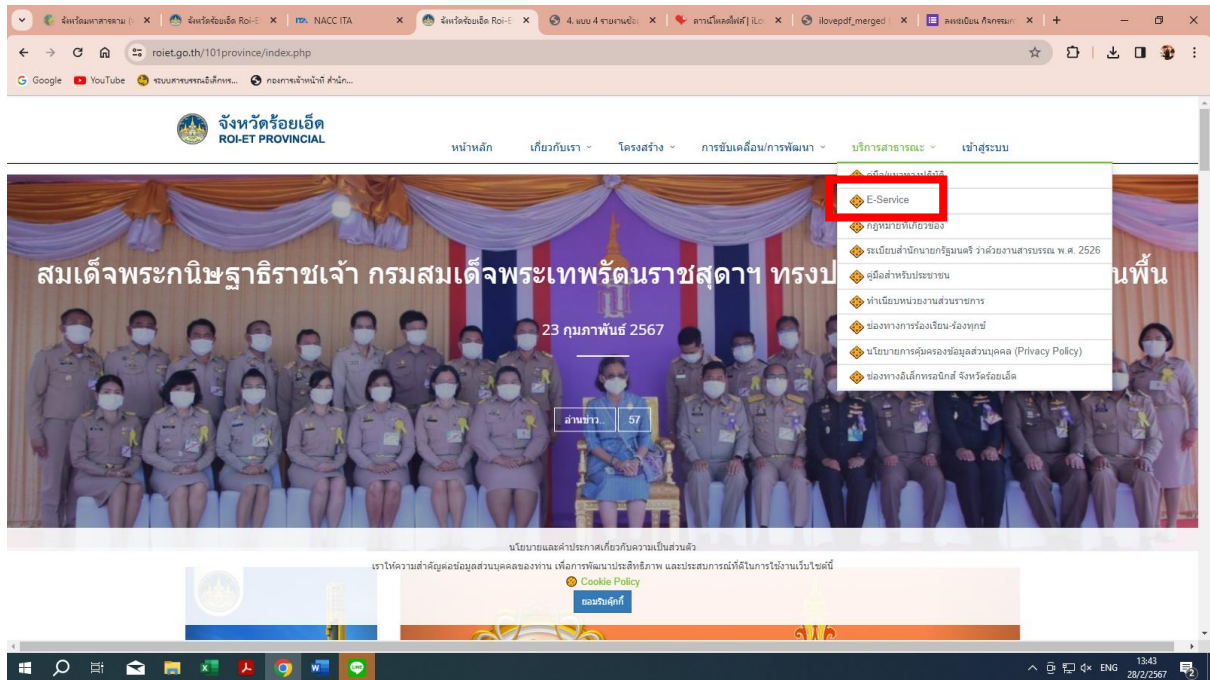 จังหวัดมหาสารคาม (
จังหวัดร้อยเอ็ด Roi-E
ITA NACC ITA
จังหวัดร้อยเอ็ด Roi-E
4. แบบ 4 รายงานข้อ
ดาวน์โหลดไฟล์ | iLo
ilovepdf_merged (
ลงทะเบียน กิจกรรมก
roiet.go.th/101province/index.php
Google
YouTube
ระบบสารบรรณอิเล็กทร...
กองการเจ้าหน้าที่ สำนัก...
จังหวัดร้อยเอ็ด
ROI-ET PROVINCIAL
หน้าหลัก เกี่ยวกับเรา โครงสร้าง การขับเคลื่อน/การพัฒนา บริการสาธารณะ เข้าสู่ระบบ
คู่มือ/แนวทางปฏิบัติ
E-Service
กฎหมายที่เกี่ยวข้อง
ระเบียบสำนักนายกรัฐมนตรี ว่าด้วยงานสารบรรณ พ.ศ. 2526
คู่มือสำหรับประชาชน
ทำเนียบหน่วยงานส่วนราชการ
ช่องทางการร้องเรียน-ร้องทุกข์
นโยบายการคุ้มครองข้อมูลส่วนบุคคล (Privacy Policy)
ช่องทางอิเล็กทรอนิกส์ จังหวัดร้อยเอ็ด
สมเด็จพระกนิษฐาธิราชเจ้า กรมสมเด็จพระเทพรัตนราชสุดาฯ ทรงป นพื้น
23 กุมภาพันธ์ 2567
อ่านข่าว.. 57
นโยบายและคำประกาศเกี่ยวกับความเป็นส่วนตัว
เราให้ความสำคัญต่อข้อมูลส่วนบุคคลของท่าน เพื่อการพัฒนาประสิทธิภาพ และประสบการณ์ที่ดีในการใช้งานเว็บไซต์นี้
Cookie Policy
ยอมรับคุ้กกี้
ENG
13:43
28/2/2567